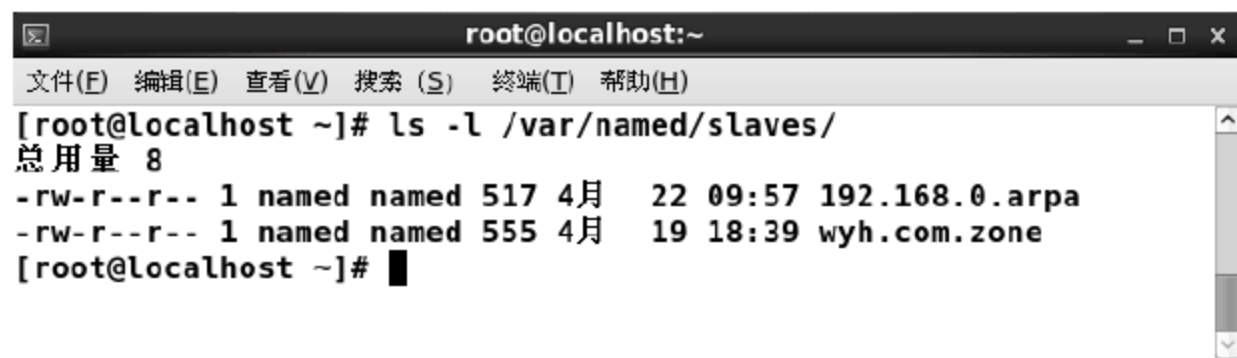 root@localhost:~
文件(F) 编辑(E) 查看(V) 搜索 (S) 终端(T) 帮助(H)
[root@localhost ~]# ls -l /var/named/slaves/
总用量 8
-rw-r--r-- 1 named named 517 4月 22 09:57 192.168.0.arpa
-rw-r--r-- 1 named named 555 4月 19 18:39 wyh.com.zone
[root@localhost ~]#